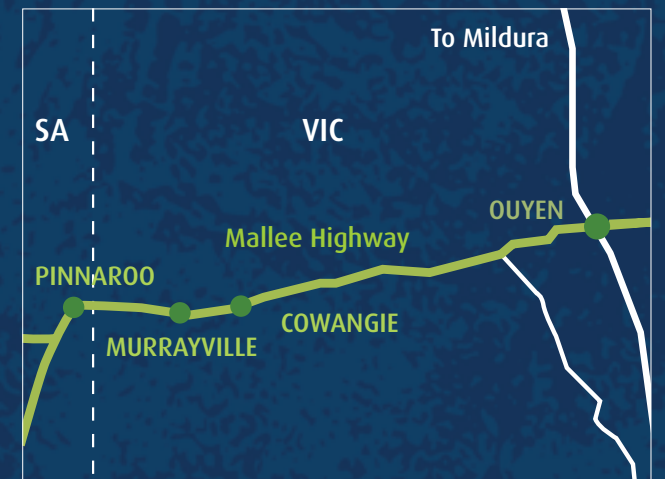 To Mildura
SA
VIC
OUYEN
Mallee Highway
PINNAROO
COWANGIE
MURRAYVILLE